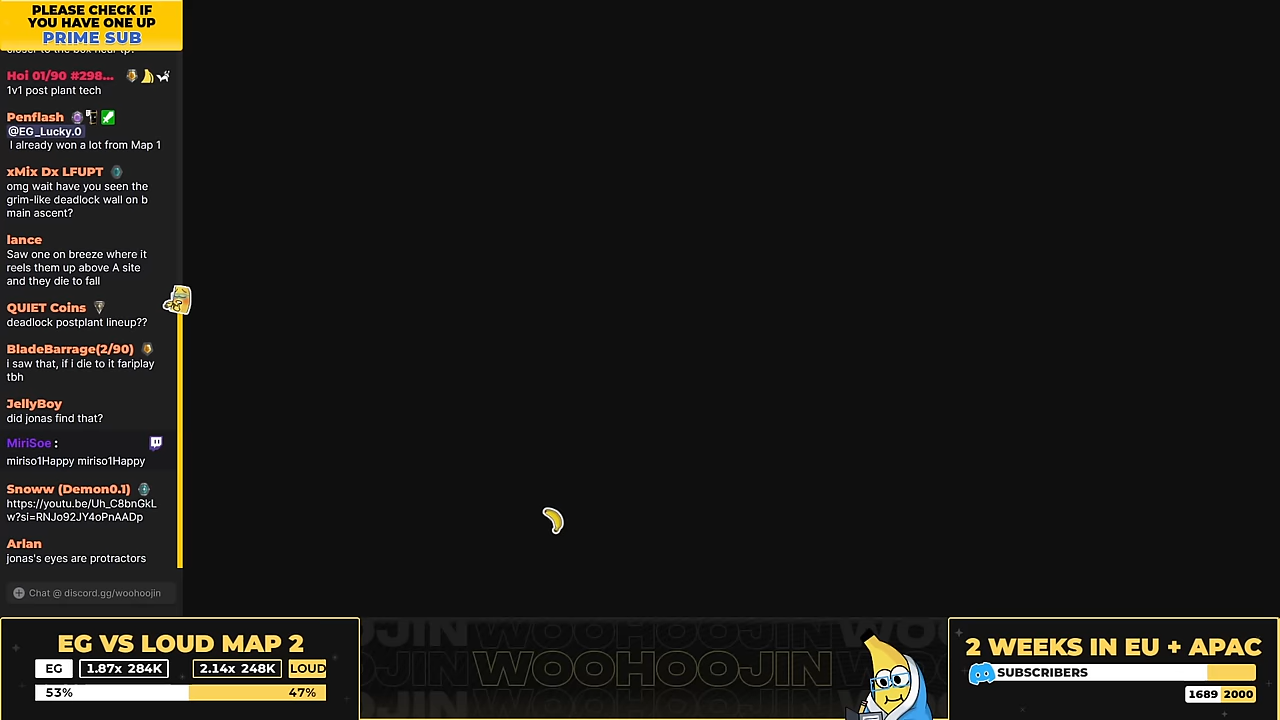 PLEASE CHECK IF
YOU HAVE ONE UP
PRIME SUB
closer to the box near tp?
Hoi 01/90 #298...
1v1 post plant tech
Penflash
@EG_Lucky.0
I already won a lot from Map 1
xMix Dx LFUPT
omg wait have you seen the
grim-like deadlock wall on b
main ascent?
lance
Saw one on breeze where it
reels them up above A site
and they die to fall
QUIET Coins
deadlock postplant lineup??
BladeBarrage(2/90)
i saw that, if i die to it fariplay
tbh
JellyBoy
did jonas find that?
MiriSoe :
miriso1Happy miriso1Happy
Snoww (Demon0.1)
https://youtu.be/Uh_C8bnGkL
w?si=RNJo92JY4oPnAADp
Arlan
jonas's eyes are protractors
Chat @ discord.gg/woohoojin
EG VS LOUD MAP 2
EG 1.87x 284K 2.14x 248K LOUD
53% 47%
WOOHOOJIN
2 WEEKS IN EU + APAC
SUBSCRIBERS
1689 2000